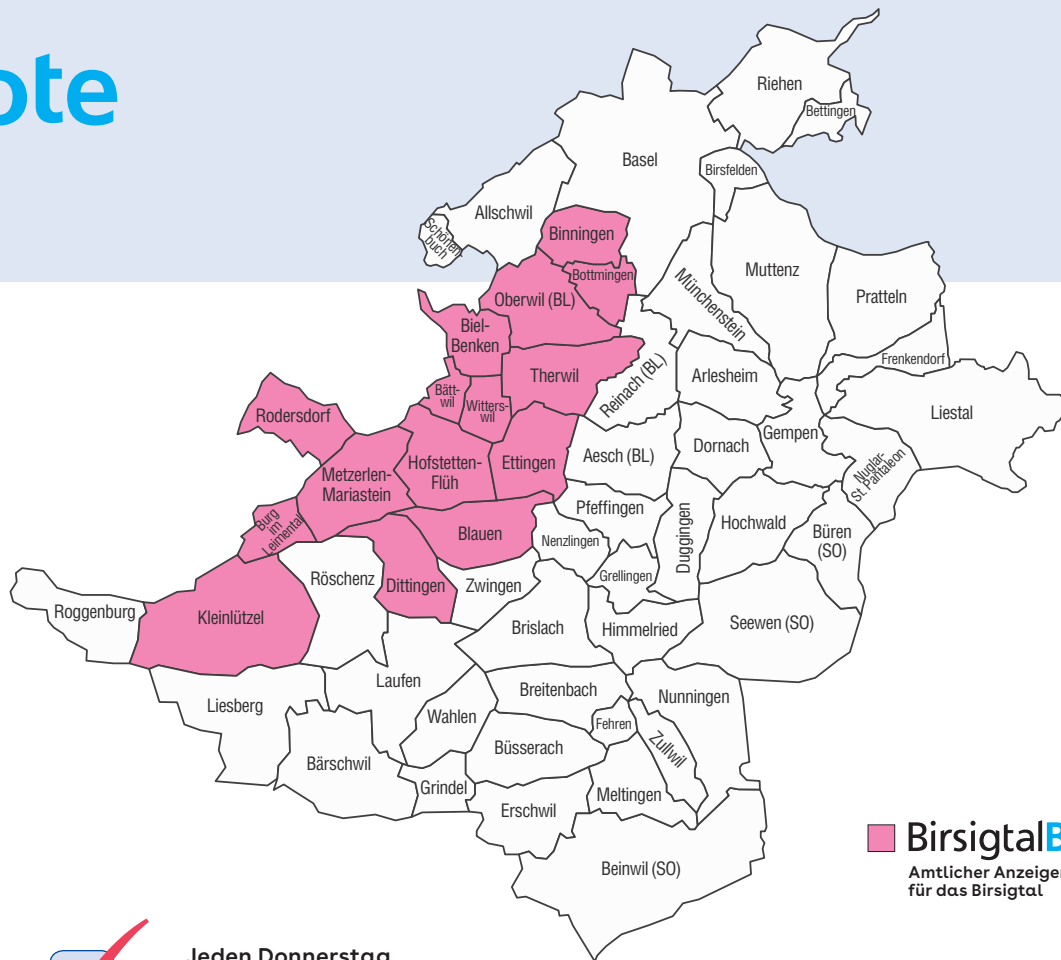 ote
Riehen
Bettingen
Basel
Birsfelden
Allschwil
Schönen-
buch
Binningen
Bottmingen
Oberwil (BL)
Münchenstein
Muttenz
Pratteln
Biel-
Benken
Therwil
Reinach (BL)
Arlesheim
Frenkendorf
Liestal
Bätt-
wil
Witters-
wil
Rodersdorf
Metzerlen-
Mariastein
Hofstetten-
Flüh
Ettingen
Aesch (BL)
Dornach
Gempen
Nuglar-
St. Pantaleon
Burg
im
Leimental
Blauen
Pfeffingen
Nenzlingen
Duggingen
Hochwald
Büren
(SO)
Röschenz
Dittingen
Zwingen
Grellingen
Roggenburg
Kleinlützel
Brislach
Himmelried
Seewen (SO)
Laufen
Liesberg
Wahlen
Breitenbach
Fehren
Nunningen
Zullwil
Bärschwil
Büsserach
Grindel
Erschwil
Meltingen
Beinwil (SO)
BirsigtalB
Amtlicher Anzeiger
für das Birsigtal
Jeden Donnerstag